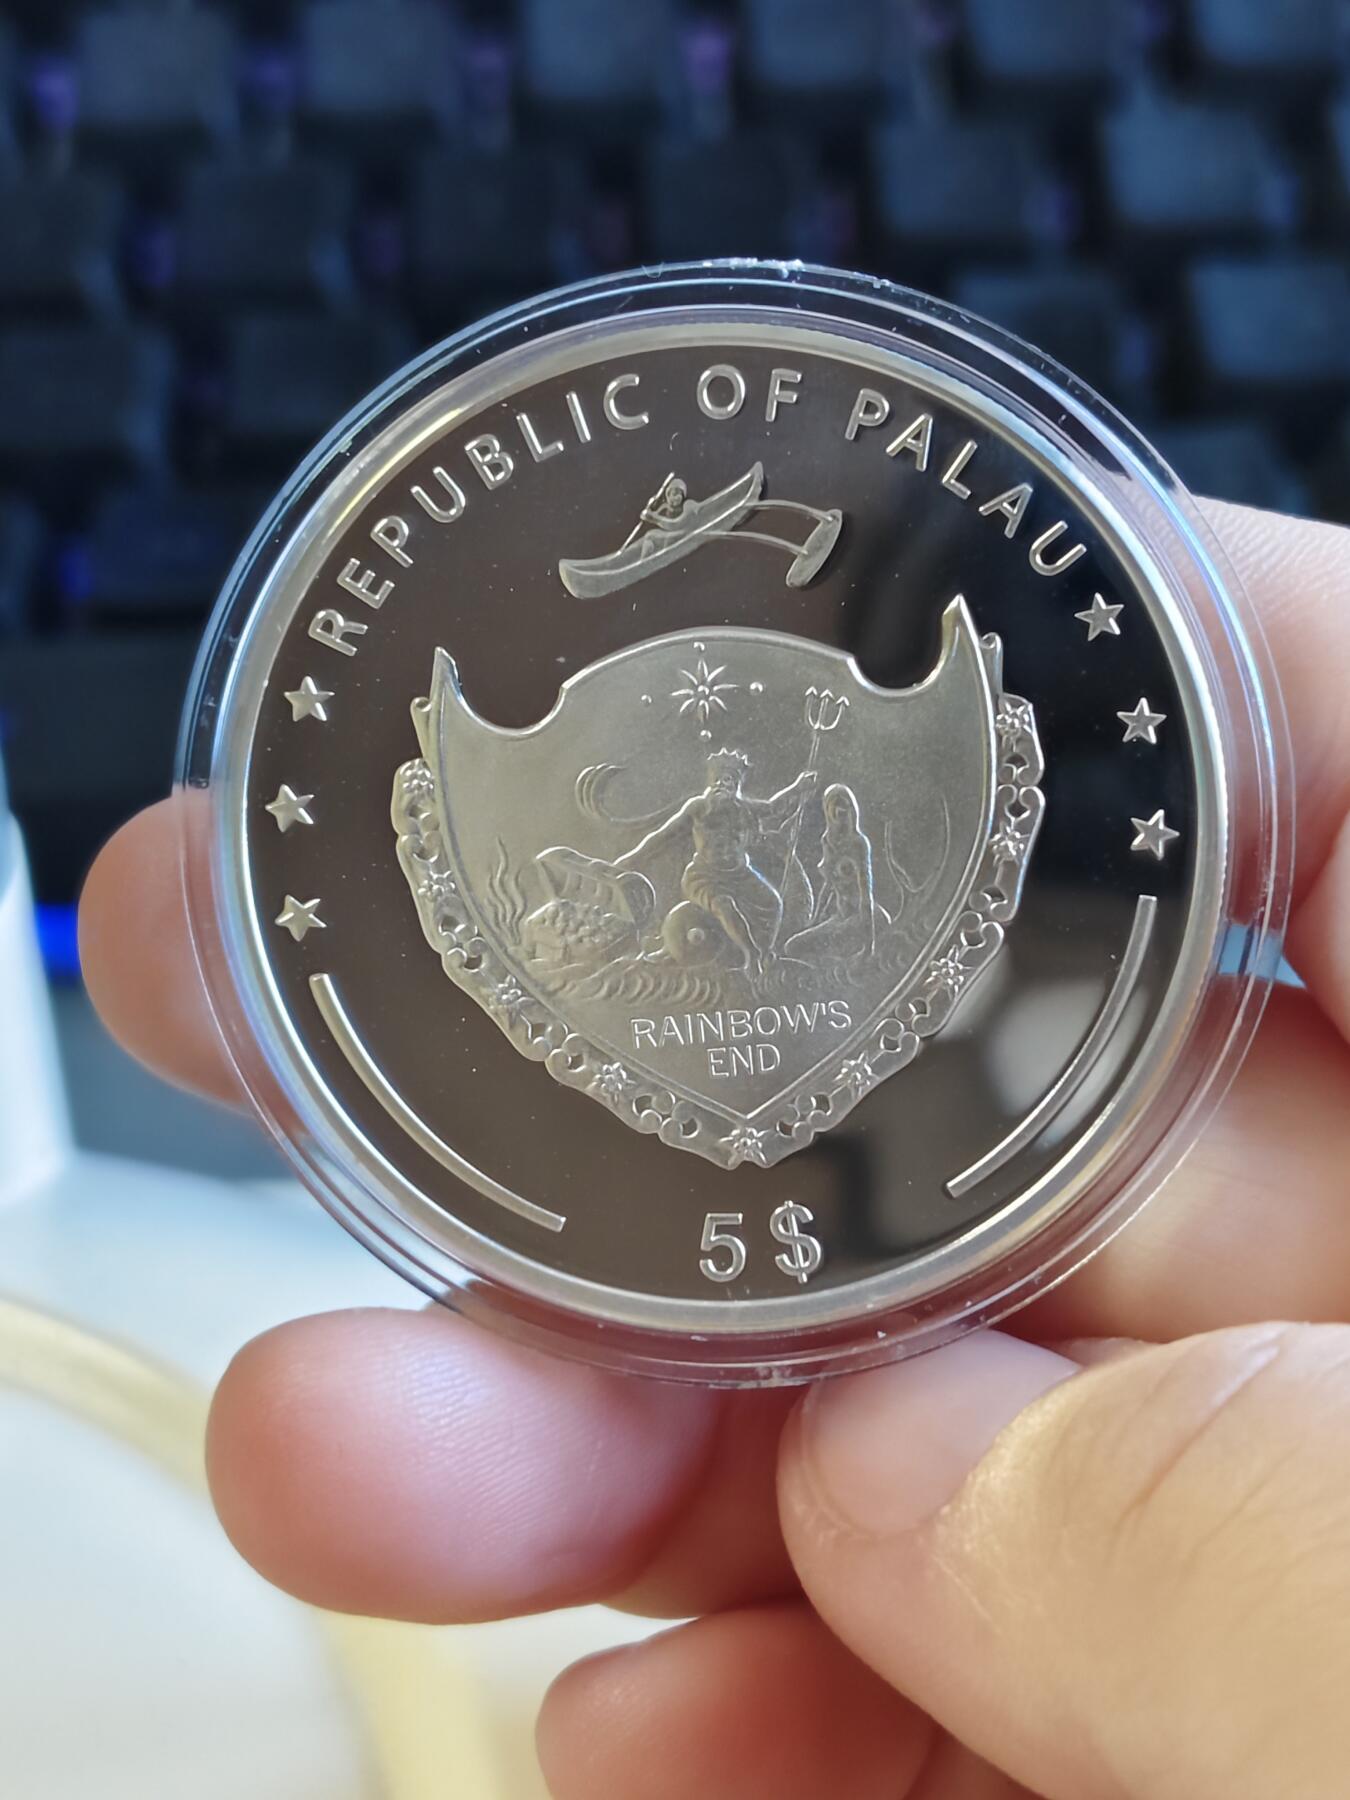 REPUBLIC OF PALAU
RAINBOW'S
END
5 $